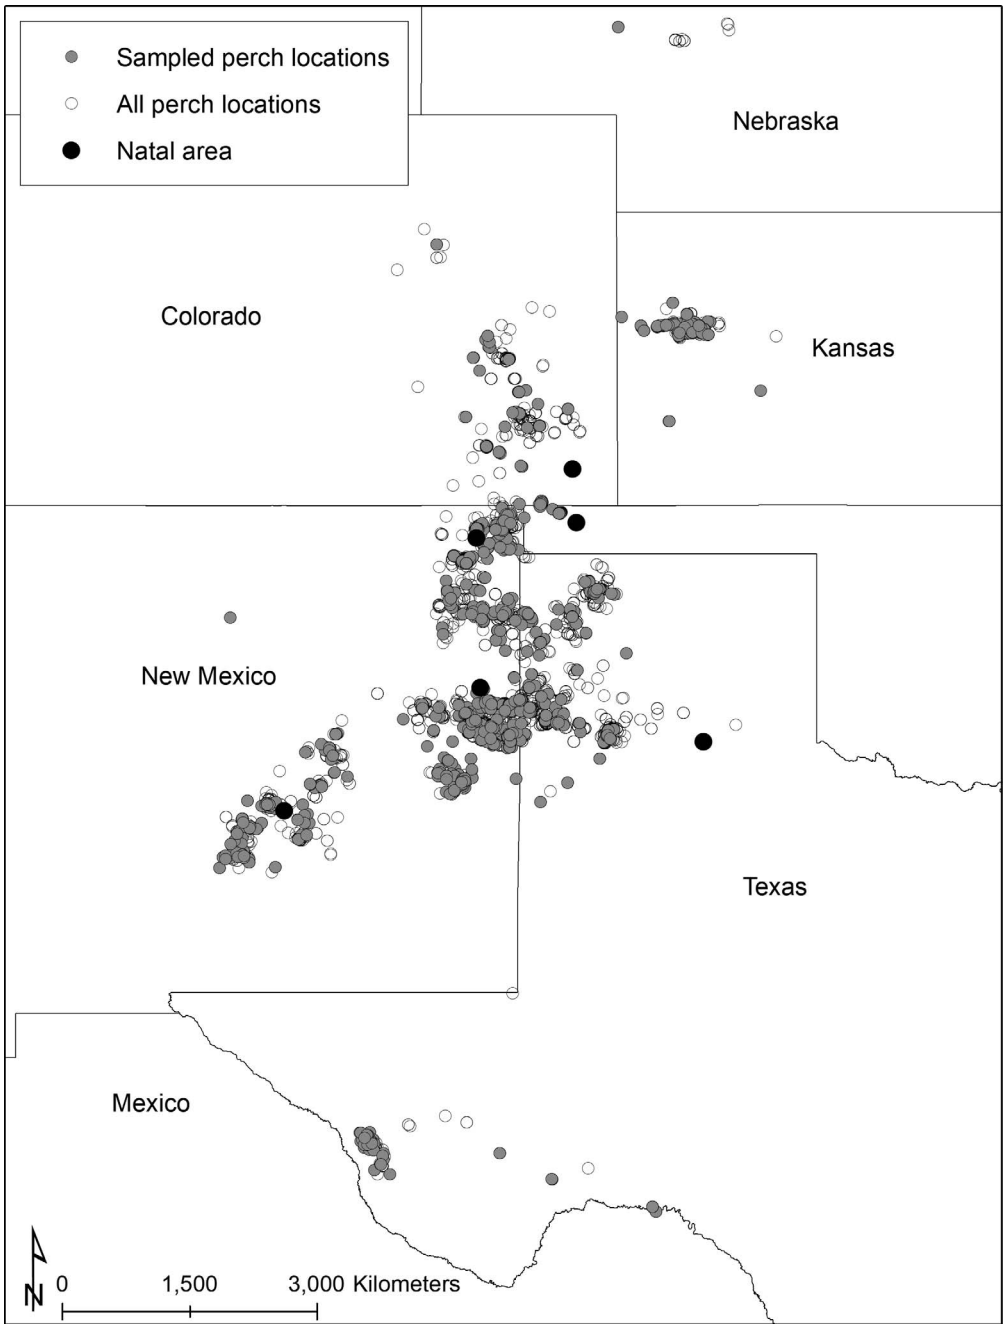 Sampled perch locations
All perch locations
Natal area
Nebraska
Colorado
Kansas
New Mexico
Texas
Mexico
N
0 1,500 3,000 Kilometers